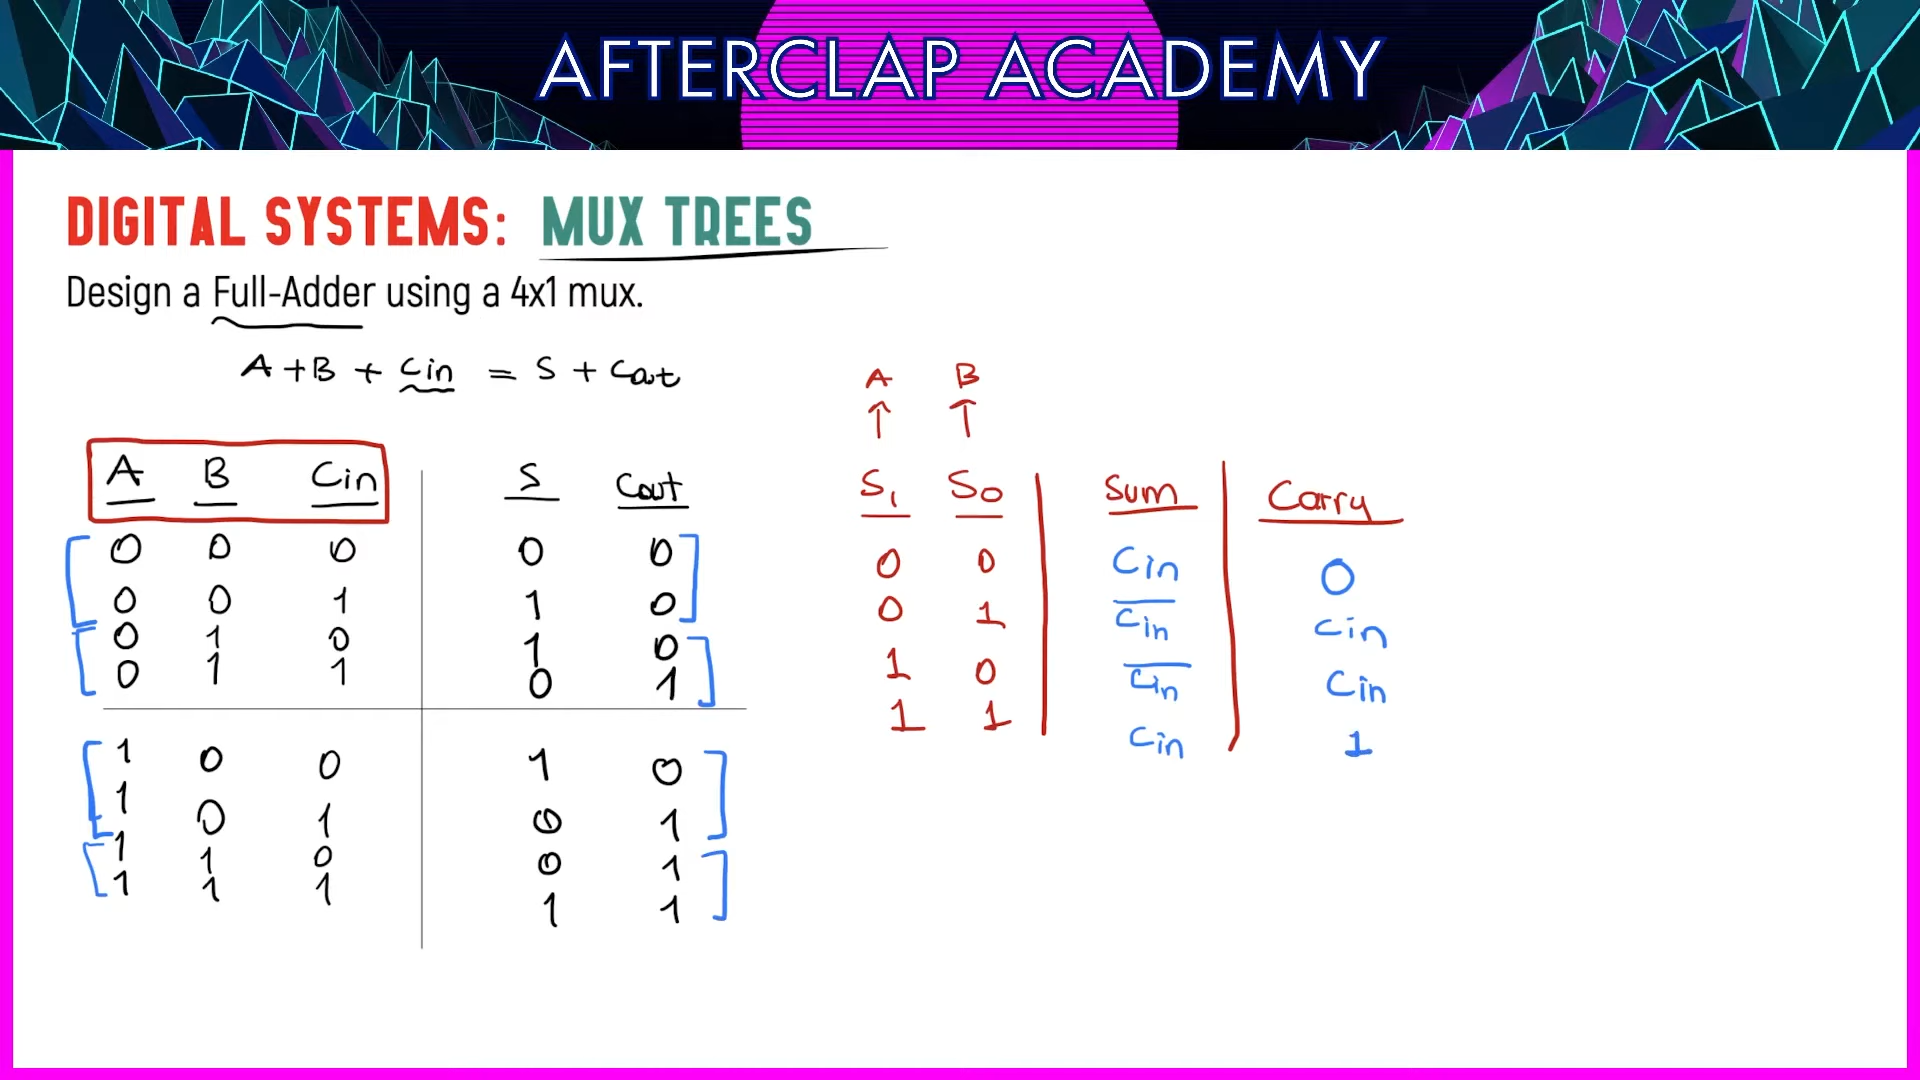 AFTERCLAP ACADEMY
DIGITAL SYSTEMS: MUX TREES
Design a Full-Adder using a 4x1 mux.
A + B + Cin = S + Cout
A B Cin S Cout
0 0 0 0 0
0 0 1 1 0
0 1 0 1 0
0 1 1 0 1
1 0 0 1 0
1 0 1 0 1
1 1 0 0 1
1 1 1 1 1
A B
↑ ↑
S₁ S₀ Sum Carry
0 0 Cin 0
0 1 C̅i̅n̅ Cin
1 0 C̅i̅n̅ Cin
1 1 Cin 1